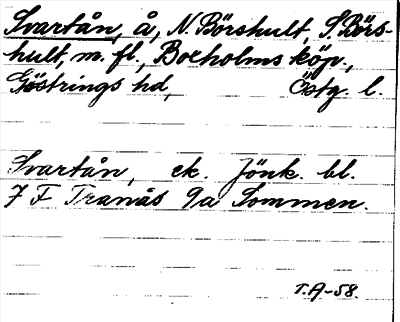 Svartån, å, N. Börshult, S. Börs-
hult, m. fl., Boxholms köp.,
Göstrings hd, Östg. l.
Svartån, ek. Jönk. bl.
7 F Tranås 9a Sommen.
T.A-58.